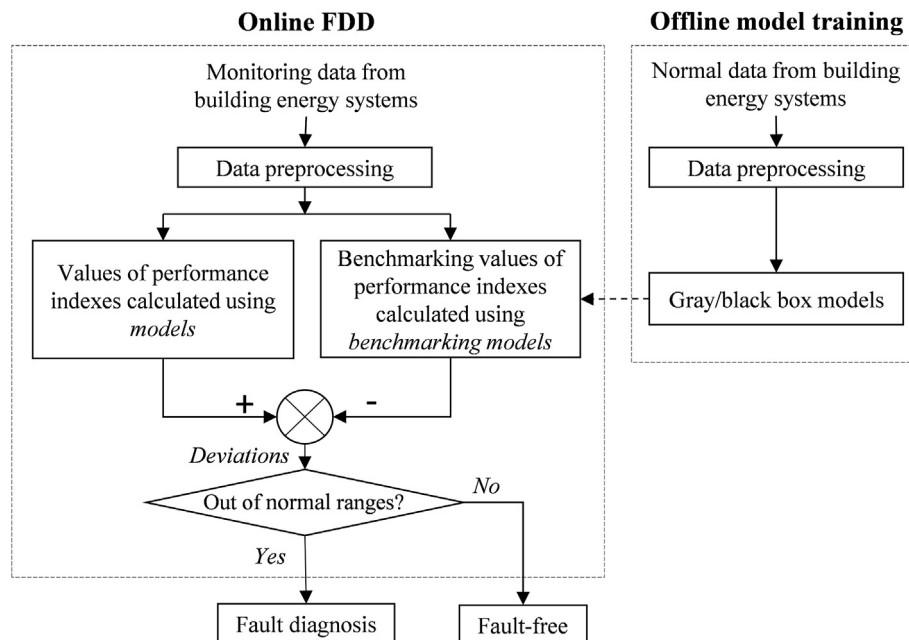 Online FDD
Monitoring data from
building energy systems
Data preprocessing
Values of performance
indexes calculated using
models
Benchmarking values of
performance indexes
calculated using
benchmarking models
+
-
Deviations
Out of normal ranges?
No
Yes
Fault diagnosis
Fault-free
Offline model training
Normal data from building
energy systems
Data preprocessing
Gray/black box models